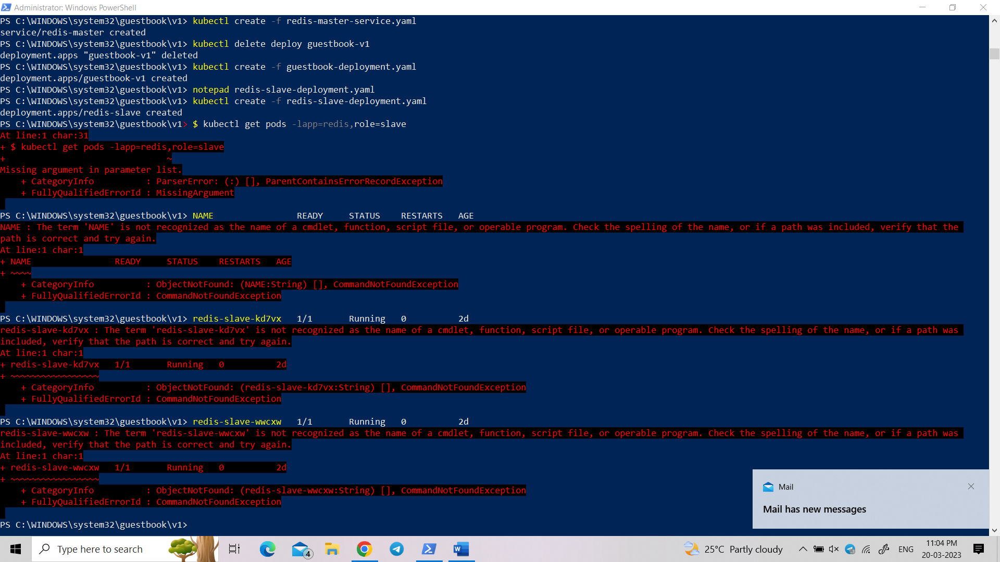 Administrator: Windows PowerShell
PS C:\WINDOWS\system32\guestbook\v1> kubectl create -f redis-master-service.yaml
service/redis-master created
PS C:\WINDOWS\system32\guestbook\v1> kubectl delete deploy guestbook-v1
deployment.apps "guestbook-v1" deleted
PS C:\WINDOWS\system32\guestbook\v1> kubectl create -f guestbook-deployment.yaml
deployment.apps/guestbook-v1 created
PS C:\WINDOWS\system32\guestbook\v1> notepad redis-slave-deployment.yaml
PS C:\WINDOWS\system32\guestbook\v1> kubectl create -f redis-slave-deployment.yaml
deployment.apps/redis-slave created
PS C:\WINDOWS\system32\guestbook\v1> $ kubectl get pods -lapp=redis,role=slave
At line:1 char:31
+ $ kubectl get pods -lapp=redis,role=slave
+                               ~
Missing argument in parameter list.
    + CategoryInfo          : ParserError: (:) [], ParentContainsErrorRecordException
    + FullyQualifiedErrorId : MissingArgument
PS C:\WINDOWS\system32\guestbook\v1> NAME                READY     STATUS    RESTARTS   AGE
NAME : The term 'NAME' is not recognized as the name of a cmdlet, function, script file, or operable program. Check the spelling of the name, or if a path was included, verify that the
path is correct and try again.
At line:1 char:1
+ NAME                READY     STATUS    RESTARTS   AGE
+ ~~~~
    + CategoryInfo          : ObjectNotFound: (NAME:String) [], CommandNotFoundException
    + FullyQualifiedErrorId : CommandNotFoundException
PS C:\WINDOWS\system32\guestbook\v1> redis-slave-kd7vx   1/1       Running   0          2d
redis-slave-kd7vx : The term 'redis-slave-kd7vx' is not recognized as the name of a cmdlet, function, script file, or operable program. Check the spelling of the name, or if a path was
included, verify that the path is correct and try again.
At line:1 char:1
+ redis-slave-kd7vx   1/1       Running   0          2d
+ ~~~~~~~~~~~~~~~~~
    + CategoryInfo          : ObjectNotFound: (redis-slave-kd7vx:String) [], CommandNotFoundException
    + FullyQualifiedErrorId : CommandNotFoundException
PS C:\WINDOWS\system32\guestbook\v1> redis-slave-wwcxw   1/1       Running   0          2d
redis-slave-wwcxw : The term 'redis-slave-wwcxw' is not recognized as the name of a cmdlet, function, script file, or operable program. Check the spelling of the name, or if a path was
included, verify that the path is correct and try again.
At line:1 char:1
+ redis-slave-wwcxw   1/1       Running   0          2d
+ ~~~~~~~~~~~~~~~~~
    + CategoryInfo          : ObjectNotFound: (redis-slave-wwcxw:String) [], CommandNotFoundException
    + FullyQualifiedErrorId : CommandNotFoundException
PS C:\WINDOWS\system32\guestbook\v1>
Mail
Mail has new messages
Type here to search
4
25°C Partly cloudy
ENG
11:04 PM
20-03-2023